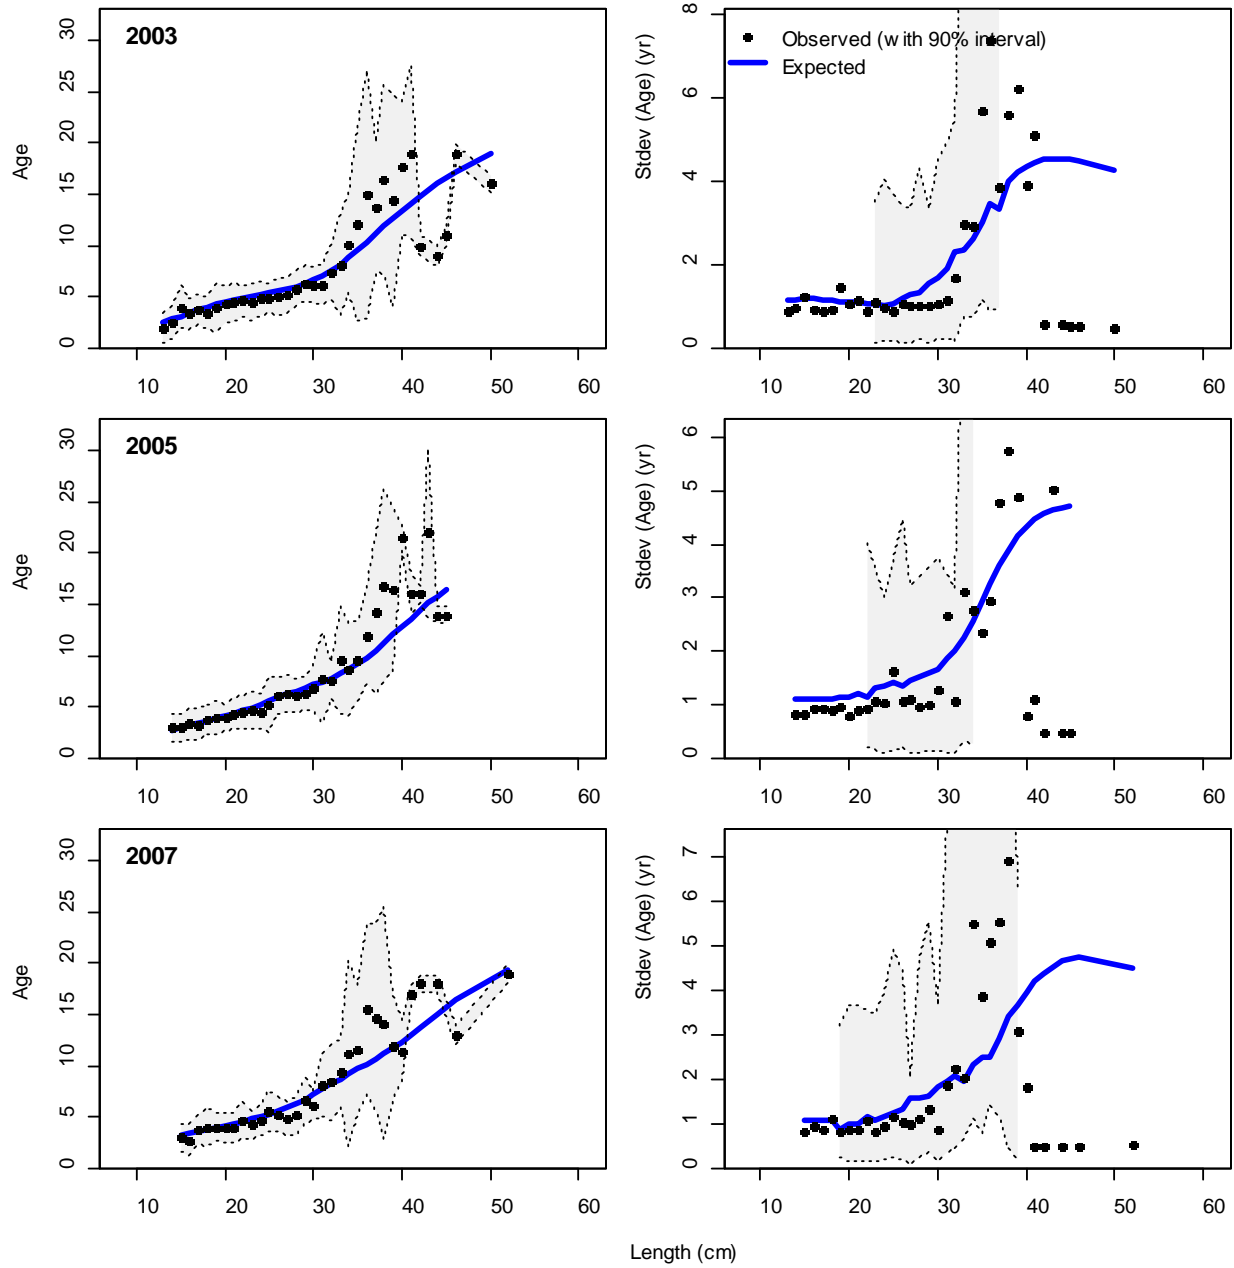 2003
Age
0 5 10 15 20 25 30
10 20 30 40 50 60
Observed (with 90% interval)
Expected
Stdev (Age) (yr)
0 2 4 6 8
10 20 30 40 50 60
2005
Age
0 5 10 15 20 25 30
10 20 30 40 50 60
Stdev (Age) (yr)
0 1 2 3 4 5 6
10 20 30 40 50 60
2007
Age
0 5 10 15 20 25 30
10 20 30 40 50 60
Stdev (Age) (yr)
0 1 2 3 4 5 6 7
10 20 30 40 50 60
Length (cm)